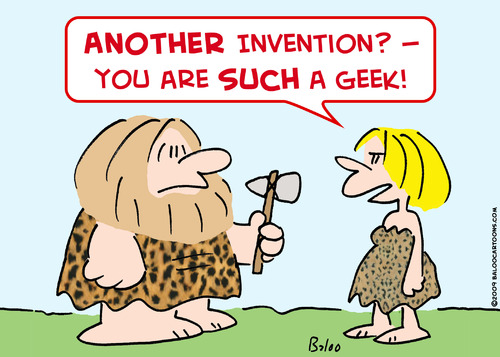 ANOTHER INVENTION? –
YOU ARE SUCH A GEEK!
Baloo
©2009 BALOOCARTOONS.COM